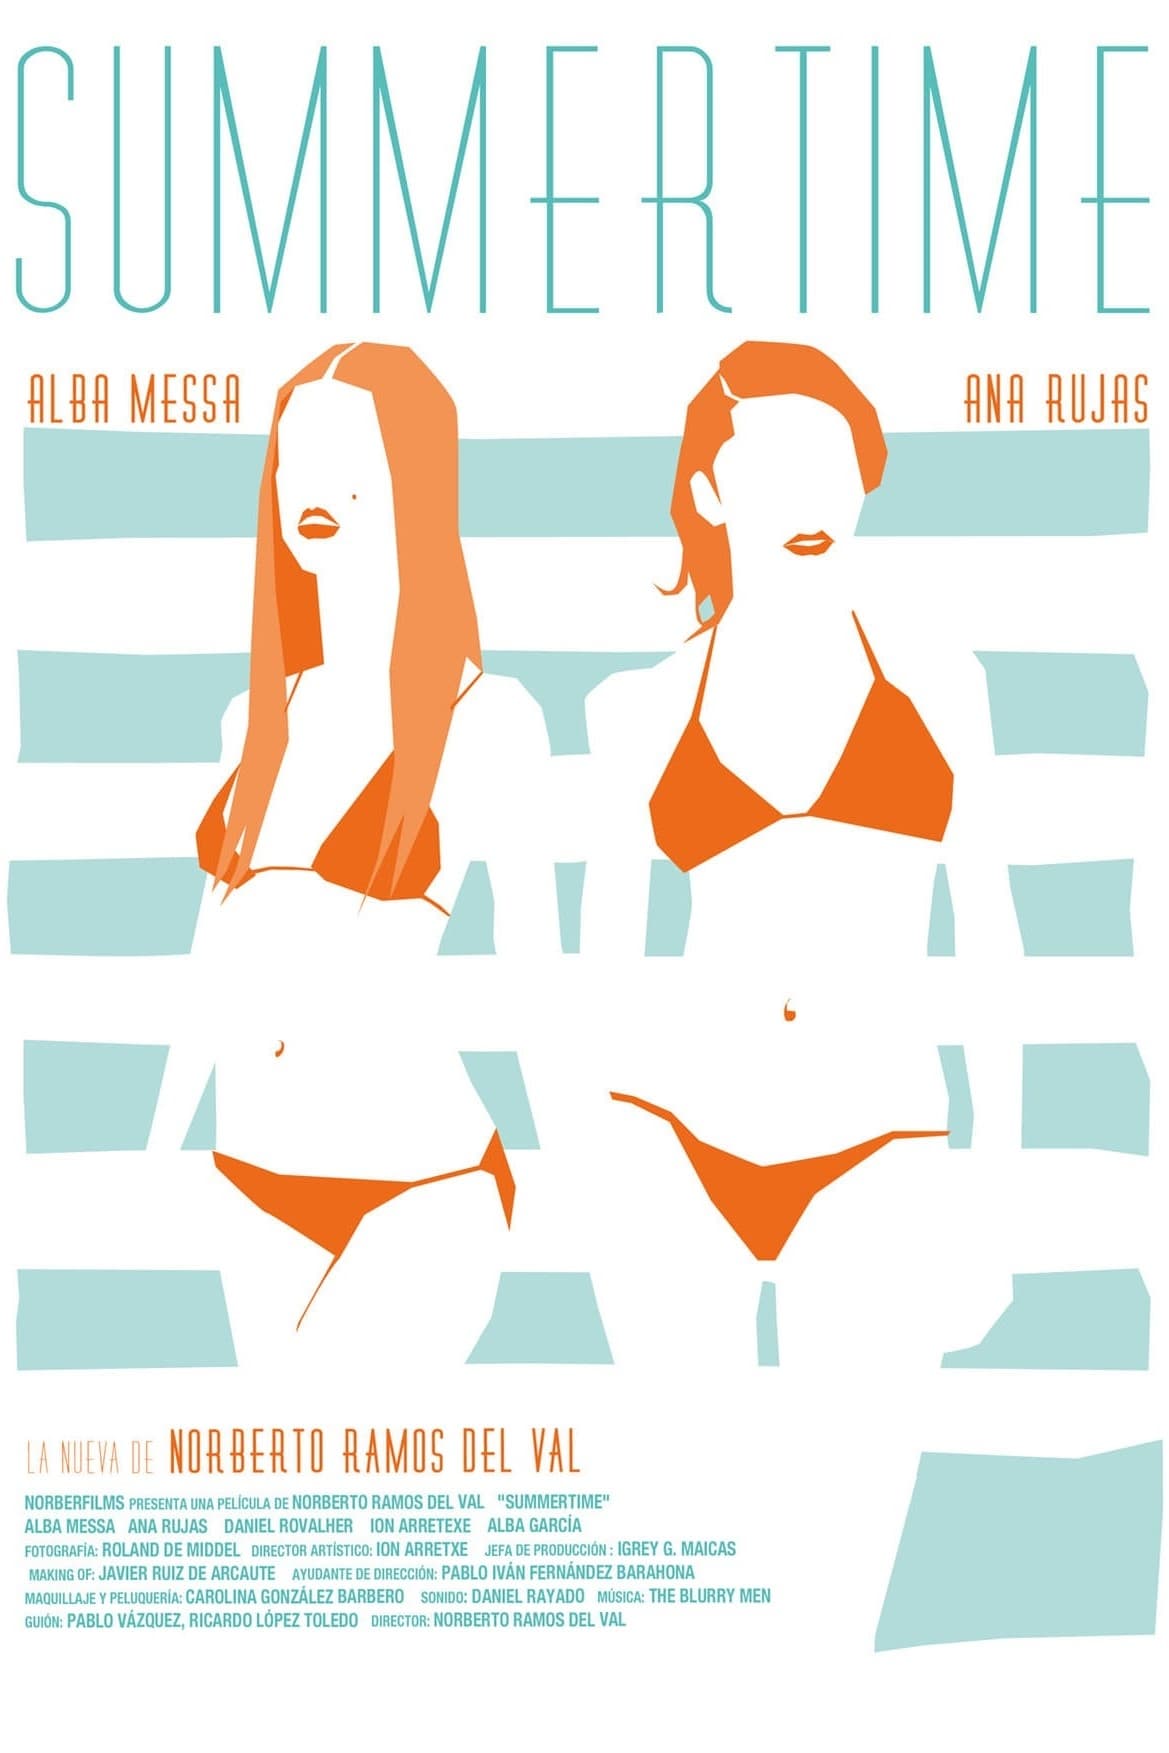 SUMMERTIME
ALBA MESSA
ANA RUJAS
LA NUEVA DE NORBERTO RAMOS DEL VAL
NORBERFILMS PRESENTA UNA PELÍCULA DE NORBERTO RAMOS DEL VAL "SUMMERTIME"
ALBA MESSA ANA RUJAS DANIEL ROVALHER ION ARRETEXE ALBA GARCÍA
FOTOGRAFÍA: ROLAND DE MIDDEL DIRECTOR ARTÍSTICO: ION ARRETXE JEFA DE PRODUCCIÓN : IGREY G. MAICAS
MAKING OF: JAVIER RUIZ DE ARCAUTE AYUDANTE DE DIRECCIÓN: PABLO IVÁN FERNÁNDEZ BARAHONA
MAQUILLAJE Y PELUQUERÍA: CAROLINA GONZÁLEZ BARBERO SONIDO: DANIEL RAYADO MÚSICA: THE BLURRY MEN
GUIÓN: PABLO VÁZQUEZ, RICARDO LÓPEZ TOLEDO DIRECTOR: NORBERTO RAMOS DEL VAL